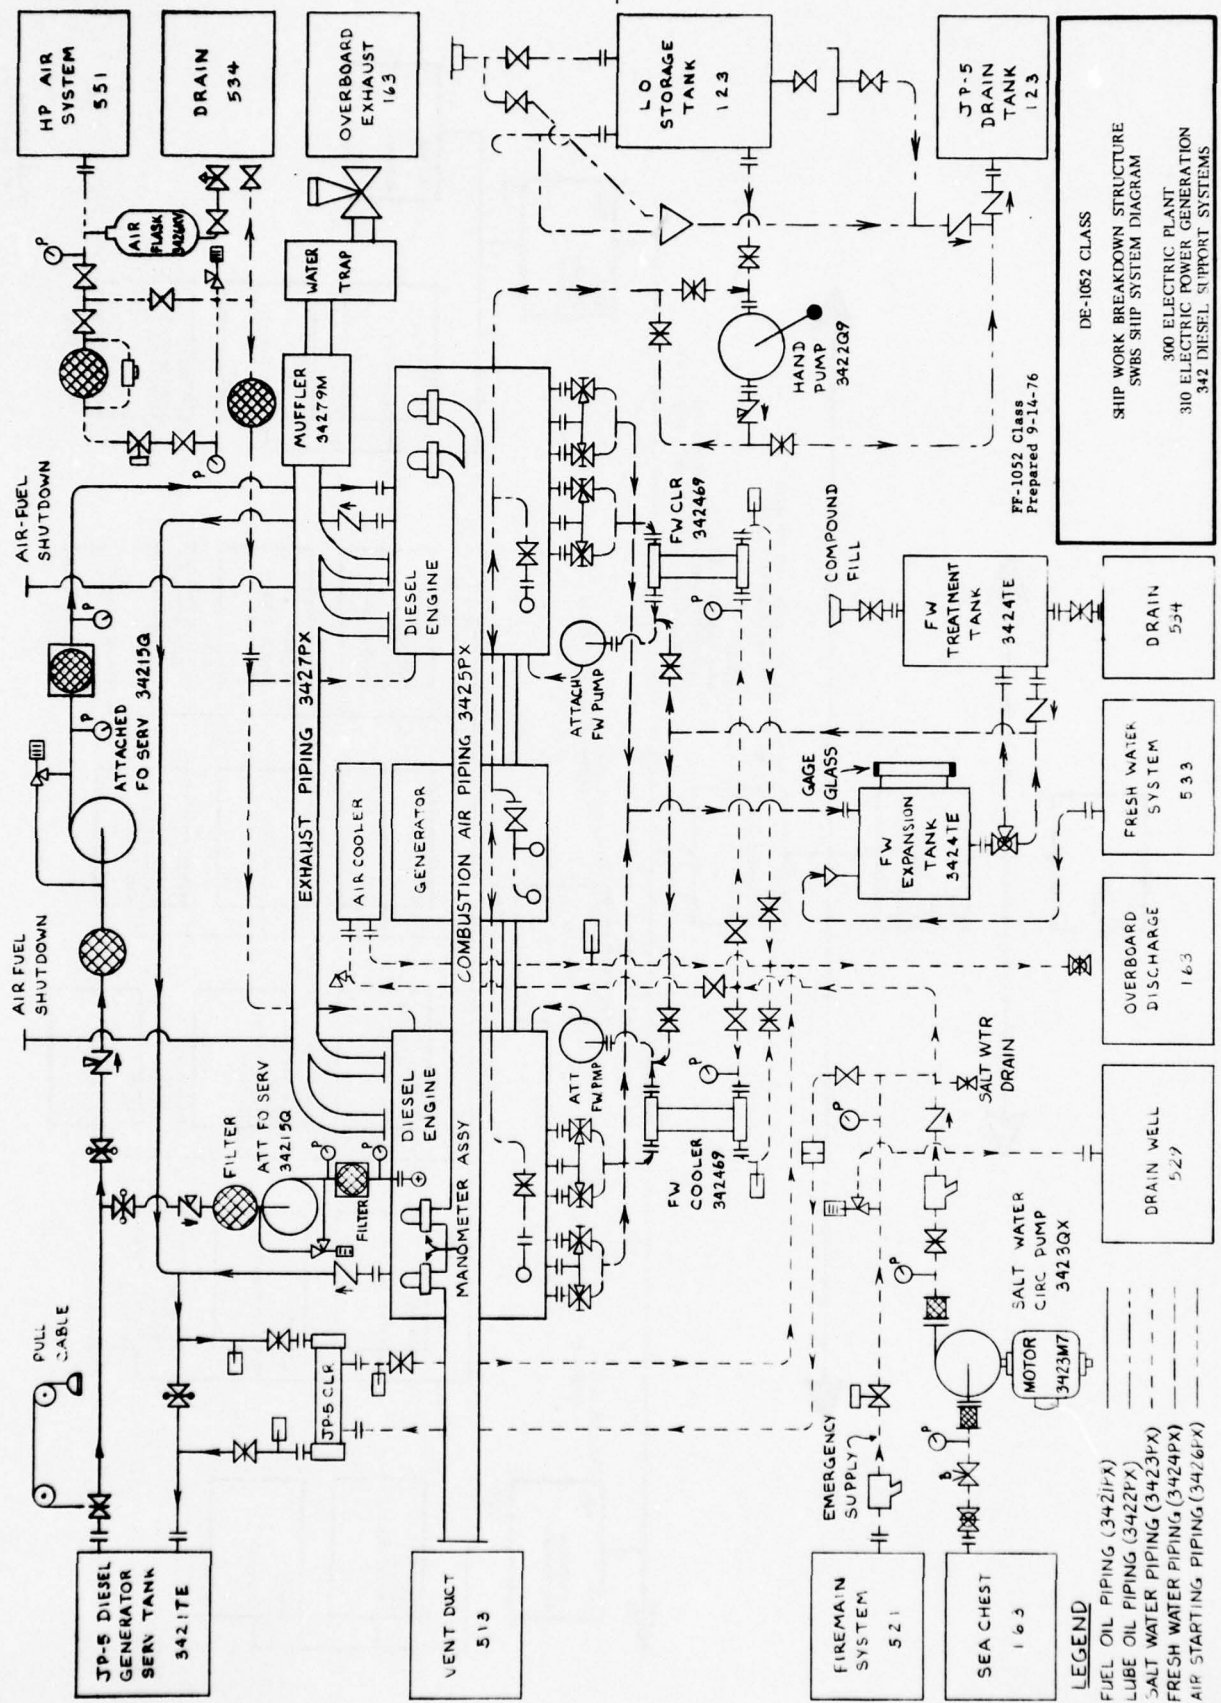 HP AIR
SYSTEM
551
DRAIN
534
OVERBOARD
EXHAUST
163
LO
STORAGE
TANK
123
JP-5
DRAIN
TANK
123
DE-1052 CLASS
SHIP WORK BREAKDOWN STRUCTURE
SWBS SHIP SYSTEM DIAGRAM
300 ELECTRIC PLANT
310 ELECTRIC POWER GENERATION
342 DIESEL SUPPORT SYSTEMS
FF-1052 Class
Prepared 9-14-76
P
AIR
FLASK
P
WATER
TRAP
MUFFLER
34279M
HAND
PUMP
3422Q9
AIR-FUEL
SHUTDOWN
P
P
ATTACHED
FO SERV 34215Q
EXHAUST PIPING 3427PX
DIESEL
ENGINE
COMBUSTION AIR PIPING 3425PX
FW CLR
342469
P
ATTACH
FW PUMP
COMPOUND
FILL
FW
TREATMENT
TANK
3424TE
DRAIN
534
AIR COOLER
GENERATOR
GAGE
GLASS
FW
EXPANSION
TANK
3424TE
FRESH WATER
SYSTEM
533
AIR FUEL
SHUTDOWN
OVERBOARD
DISCHARGE
163
FILTER
ATT FO SERV
34215Q
P
P
FILTER
DIESEL
ENGINE
MANOMETER ASSY
ATT
FW.PMP
P
FW
COOLER
342469
P
SALT WTR
DRAIN
DRAIN WELL
529
PULL
CABLE
JP-5 CLR
P
SALT WATER
CIRC PUMP
3423QX
MOTOR
3423M7
P
B
EMERGENCY
SUPPLY
JP-5 DIESEL
GENERATOR
SERV TANK
3421TE
VENT DUCT
513
FIREMAIN
SYSTEM
521
SEA CHEST
163
LEGEND
FUEL OIL PIPING (3421PX)
LUBE OIL PIPING (3422PX)
SALT WATER PIPING (3423PX)
FRESH WATER PIPING (3424PX)
AIR STARTING PIPING (3426PX)